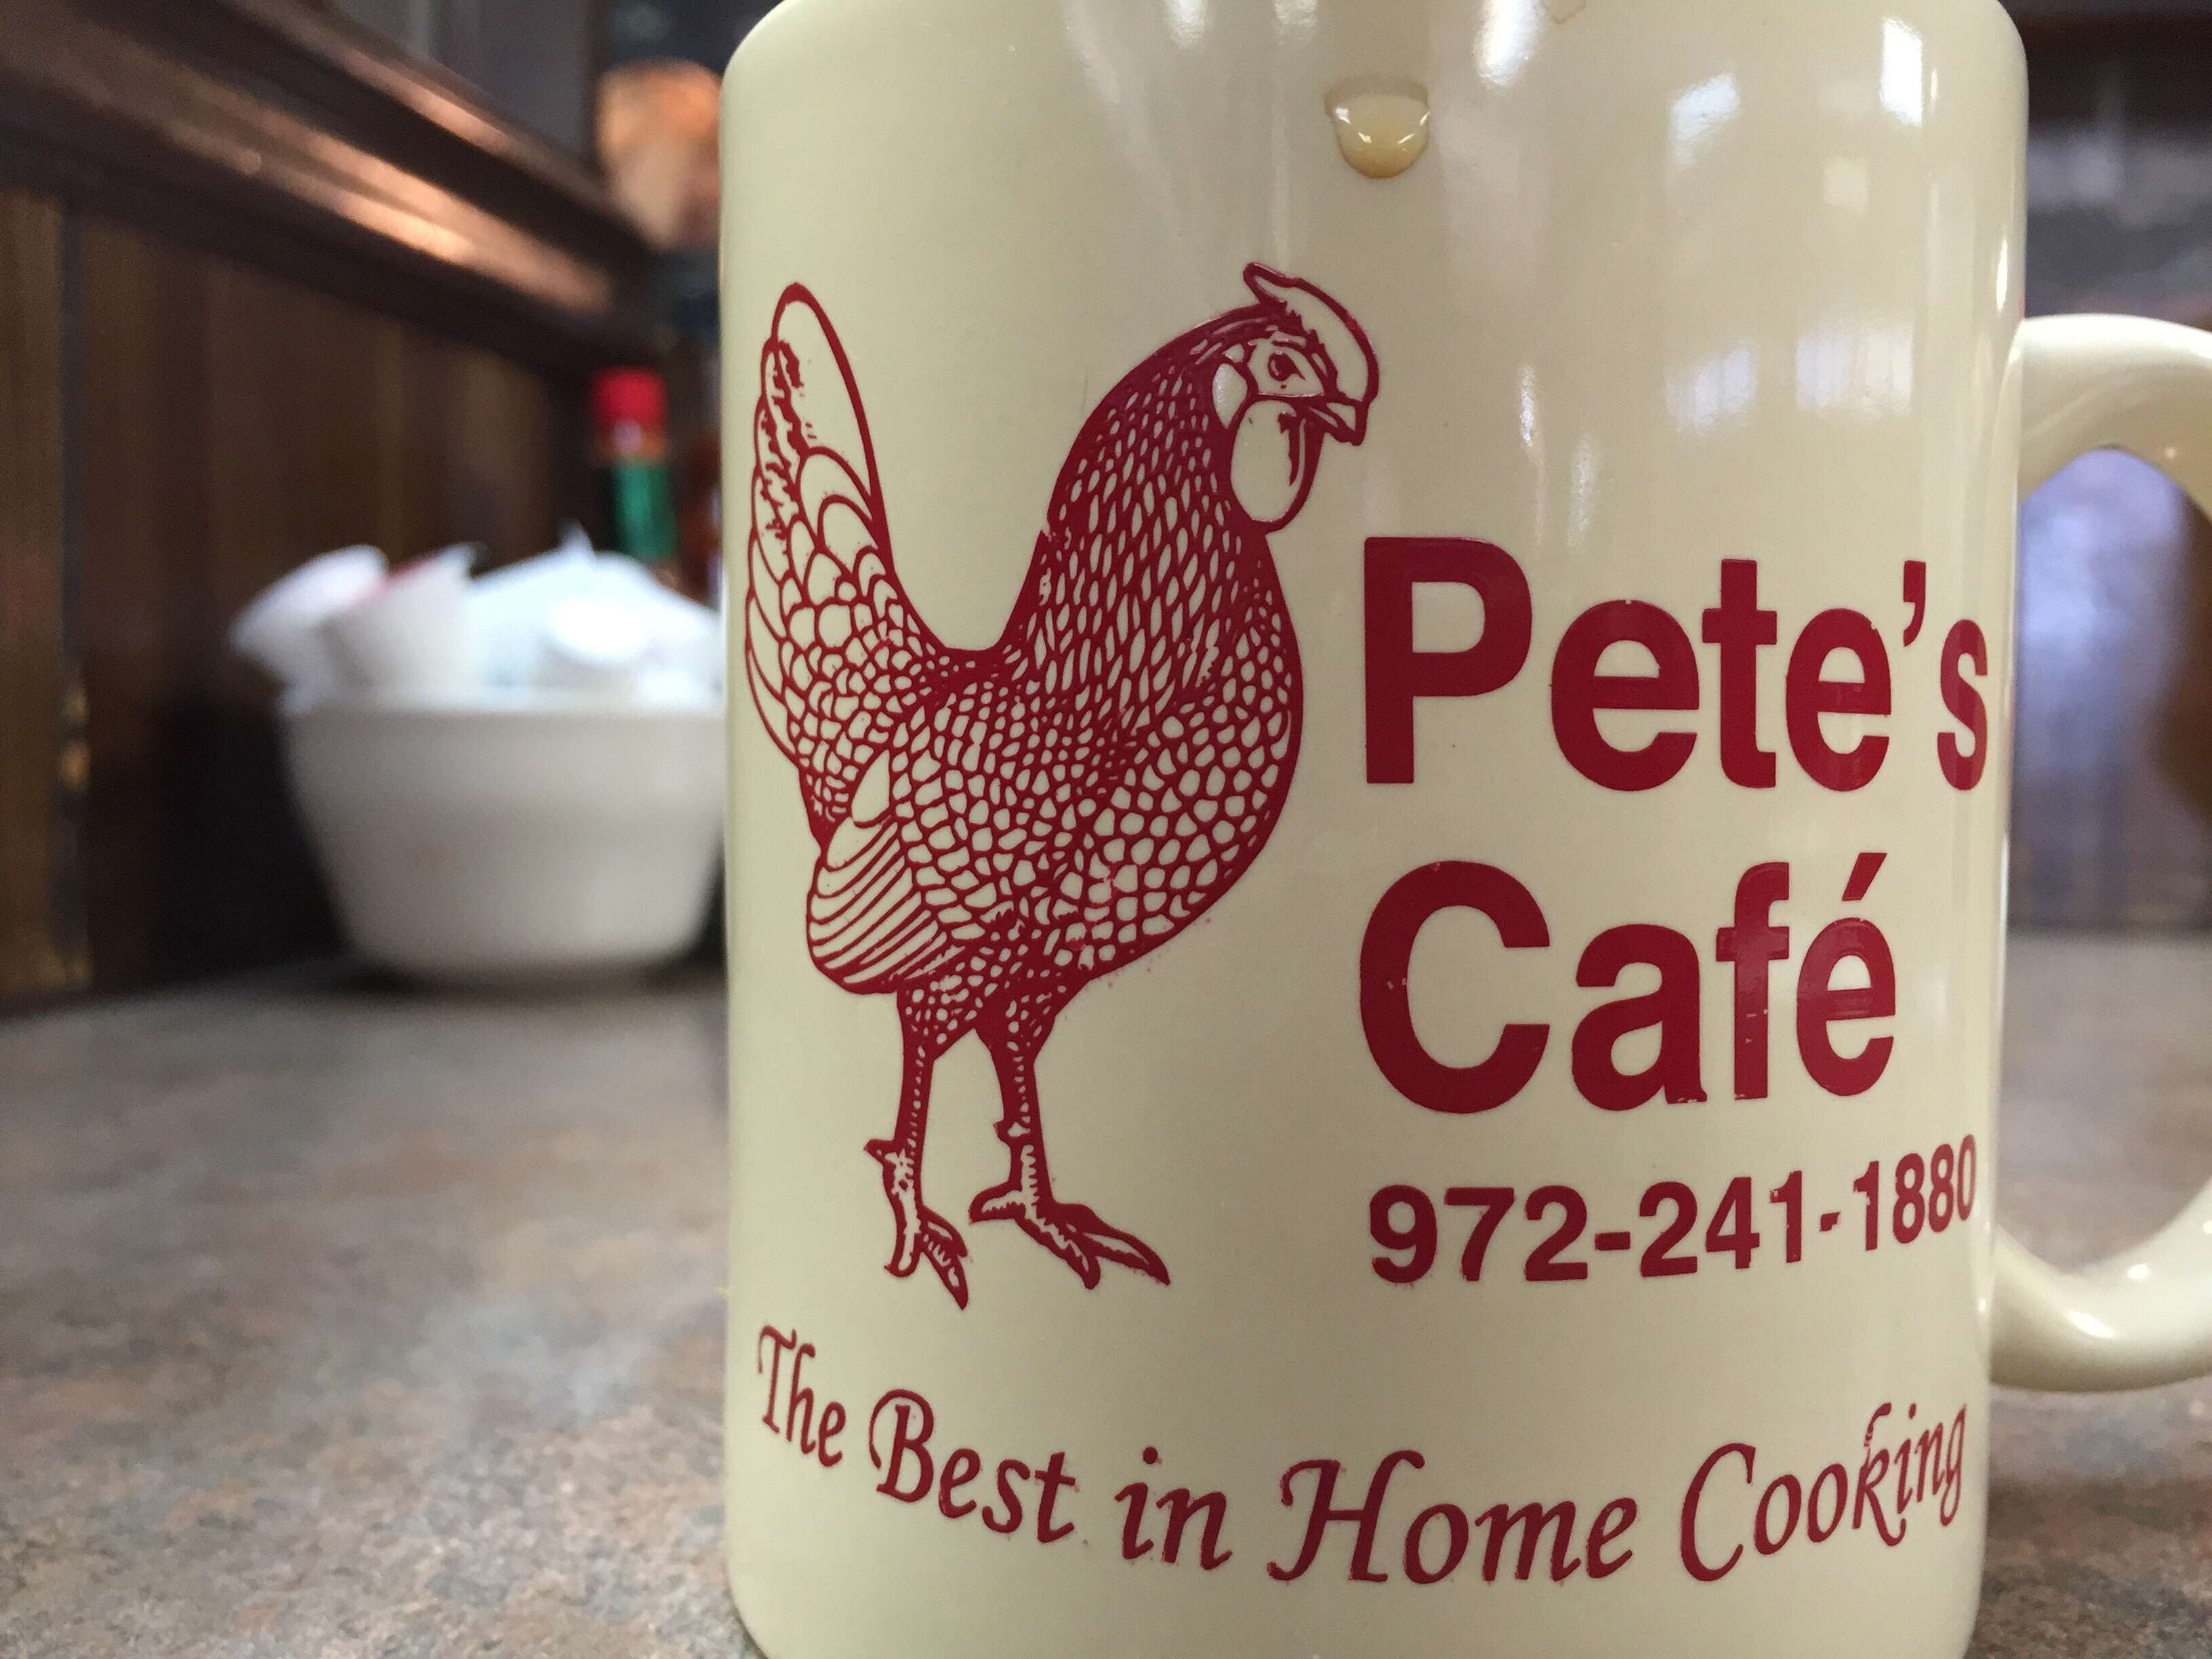 Pete's
Café
972-241-1880
The Best in Home Cooking